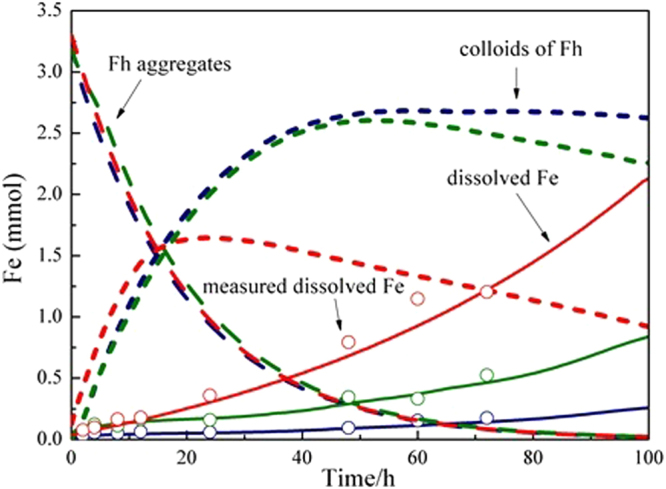 3.5
3.0
2.5
2.0
1.5
1.0
0.5
0.0
Fe (mmol)
Fh aggregates
colloids of Fh
dissolved Fe
measured dissolved Fe
0 20 40 60 80 100
Time/h